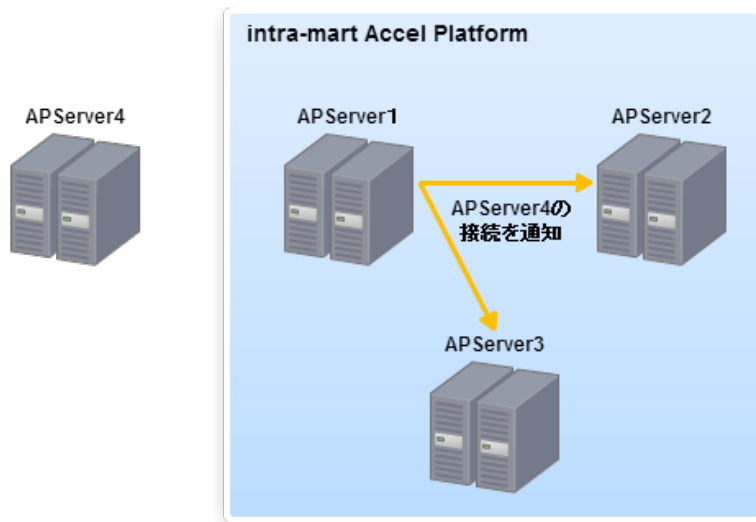 intra-mart Accel Platform
APServer4
APServer1
APServer2
APServer4の
接続を通知
APServer3